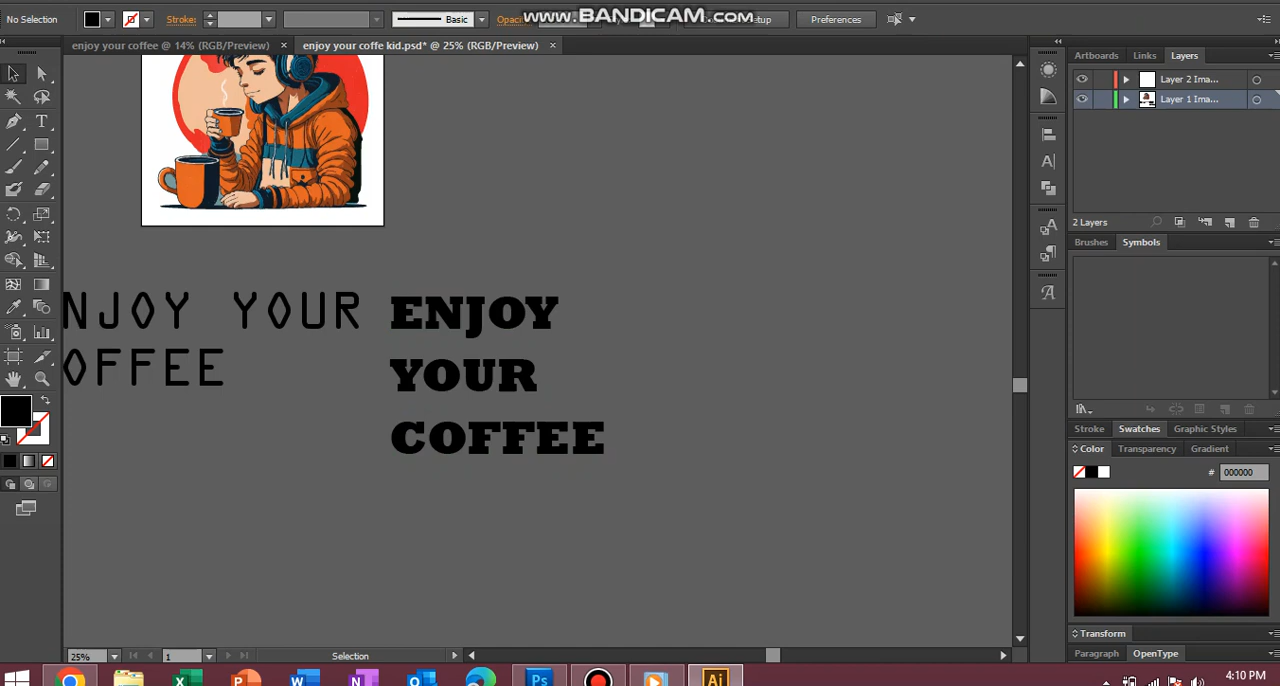 No Selection
Stroke:
Basic
Opaci
www.BANDICAM.com
etup
Preferences
enjoy your coffee @ 14% (RGB/Preview)
enjoy your coffe kid.psd* @ 25% (RGB/Preview)
Artboards
Links
Layers
Layer 2 Ima...
Layer 1 Ima...
2 Layers
Brushes
Symbols
NJOY YOUR
OFFEE
ENJOY
YOUR
COFFEE
Stroke
Swatches
Graphic Styles
Color
Transparency
Gradient
# 000000
Transform
Paragraph
OpenType
25%
1
Selection
4:10 PM